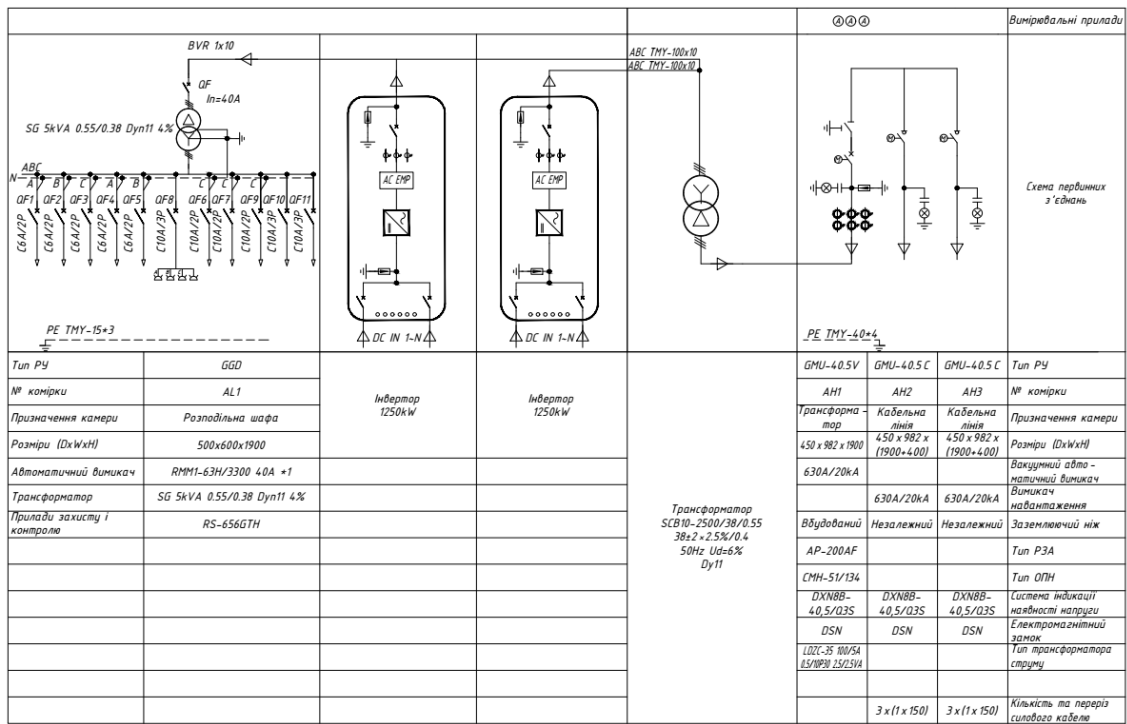 ⒶⒶⒶ Вимірювальні прилади
BVR 1x10
ABC TMY-100x10
ABC TMY-100x10
QF
In=40A
SG 5kVA 0.55/0.38 Dyn11 4%
ABC
N
A B C A B C C
QF1 QF2 QF3 QF4 QF5 QF8 QF6 QF7 QF9 QF10 QF11
C6A/2P C6A/2P C6A/2P C6A/2P C6A/2P C10A/3P C10A/2P C10A/2P C10A/2P C10A/3P
A B C
AC EMP
AC EMP
M M M
Схема первинних
з'єднань
DC IN 1~N
DC IN 1~N
PE TMY-15*3
PE TMY-40*4
Тип РУ GGD
№ комірки AL1
Призначення камери Розподільна шафа
Розміри (DxWxH) 500x600x1900
Автоматичний вимикач RMM1-63H/3300 40A *1
Трансформатор SG 5kVA 0.55/0.38 Dyn11 4%
Прилади захисту і
контролю
RS-656GTH
Інвертор
1250kW
Інвертор
1250kW
Трансформатор
SCB10-2500/38/0.55
38±2×2.5%/0.4
50Hz Ud=6%
Dy11
GMU-40.5V GMU-40.5 C GMU-40.5 C Тип РУ
AH1 AH2 AH3 № комірки
Трансформа-
тор
Кабельна
лінія
Кабельна
лінія
Призначення камери
450 x 982 x 1900
450 x 982 x
(1900+400)
450 x 982 x
(1900+400)
Розміри (DxWxH)
630A/20kA
Вакуумний авто-
матичний вимикач
630A/20kA 630A/20kA
Вимикач
навантаження
Вбудований Незалежний Незалежний Заземлюючий ніж
AP-200AF Тип РЗА
CMH-51/134 Тип ОПН
DXN8B-
40,5/Q3S
DXN8B-
40,5/Q3S
DXN8B-
40,5/Q3S
Система індикації
наявності напруги
DSN DSN DSN
Електромагнітний
замок
LDZC-35 100/5A
0.5/10P30 2.5/2.5VA
Тип трансформатора
струму
3 x (1 x 150) 3 x (1 x 150)
Кількість та переріз
силового кабелю